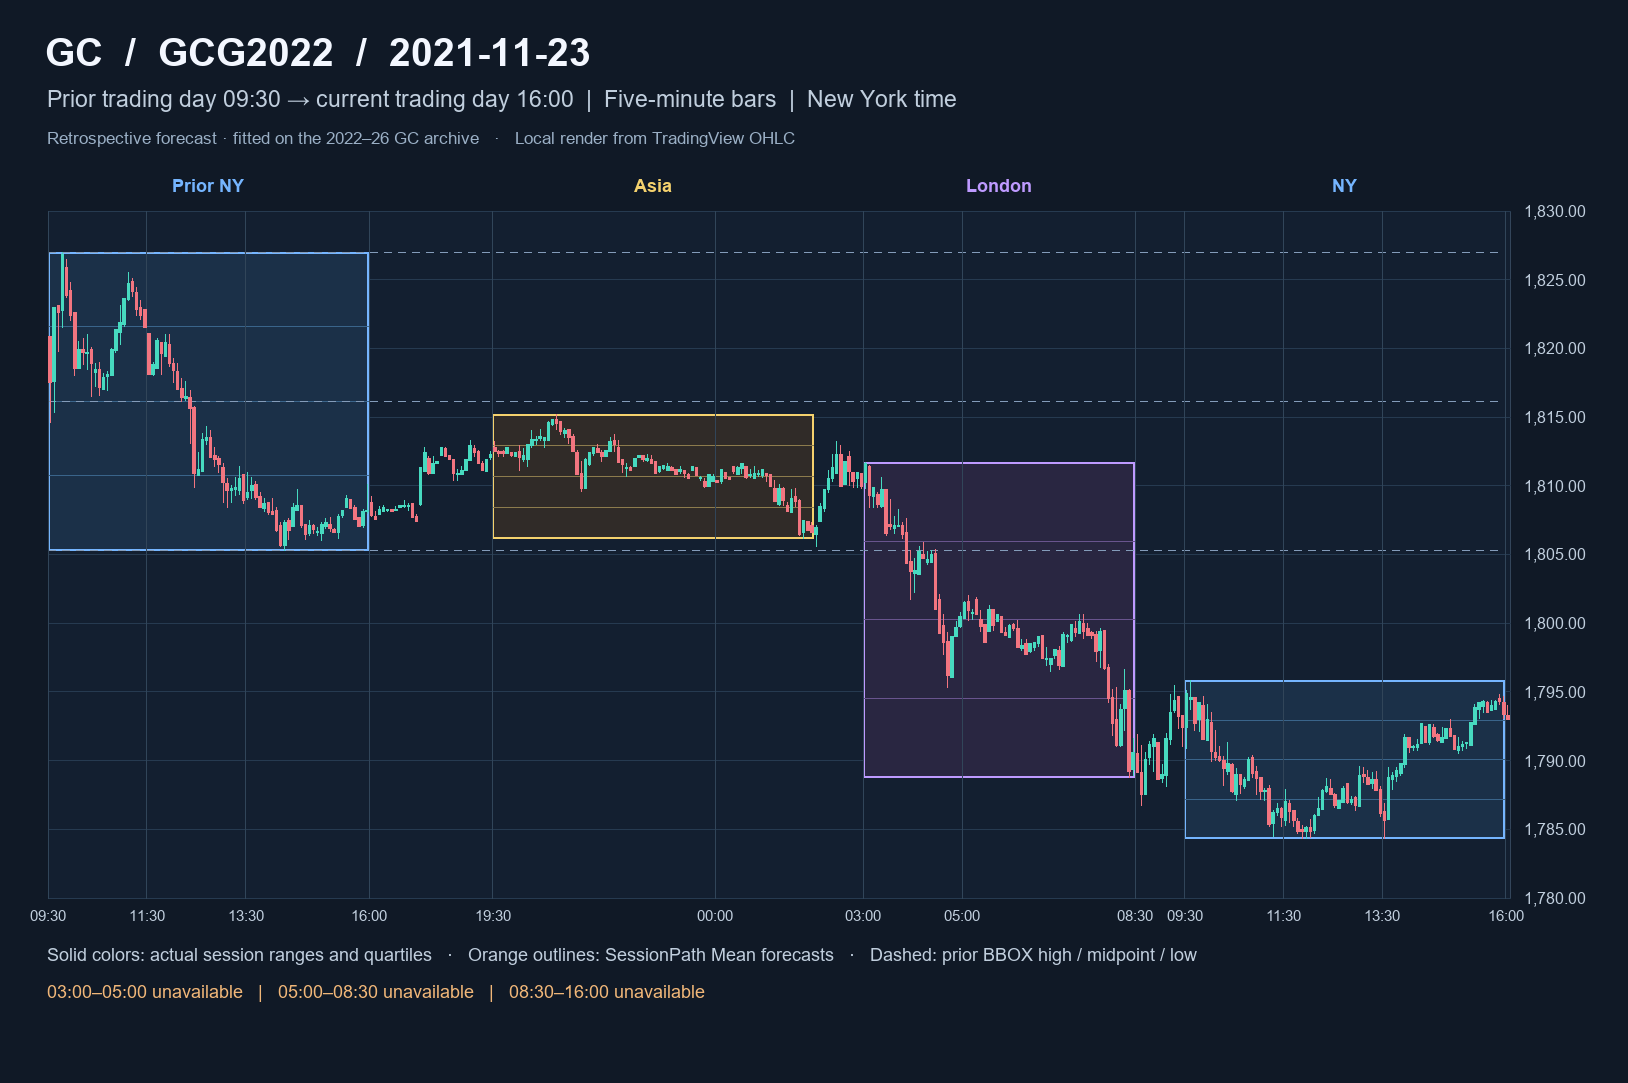 GC / GCG2022 / 2021-11-23
Prior trading day 09:30 → current trading day 16:00 | Five-minute bars | New York time
Retrospective forecast · fitted on the 2022–26 GC archive · Local render from TradingView OHLC
Prior NY Asia London NY
1,830.00
1,825.00
1,820.00
1,815.00
1,810.00
1,805.00
1,800.00
1,795.00
1,790.00
1,785.00
1,780.00
09:30 11:30 13:30 16:00 19:30 00:00 03:00 05:00 08:30 09:30 11:30 13:30 16:00
Solid colors: actual session ranges and quartiles · Orange outlines: SessionPath Mean forecasts · Dashed: prior BBOX high / midpoint / low
03:00–05:00 unavailable | 05:00–08:30 unavailable | 08:30–16:00 unavailable